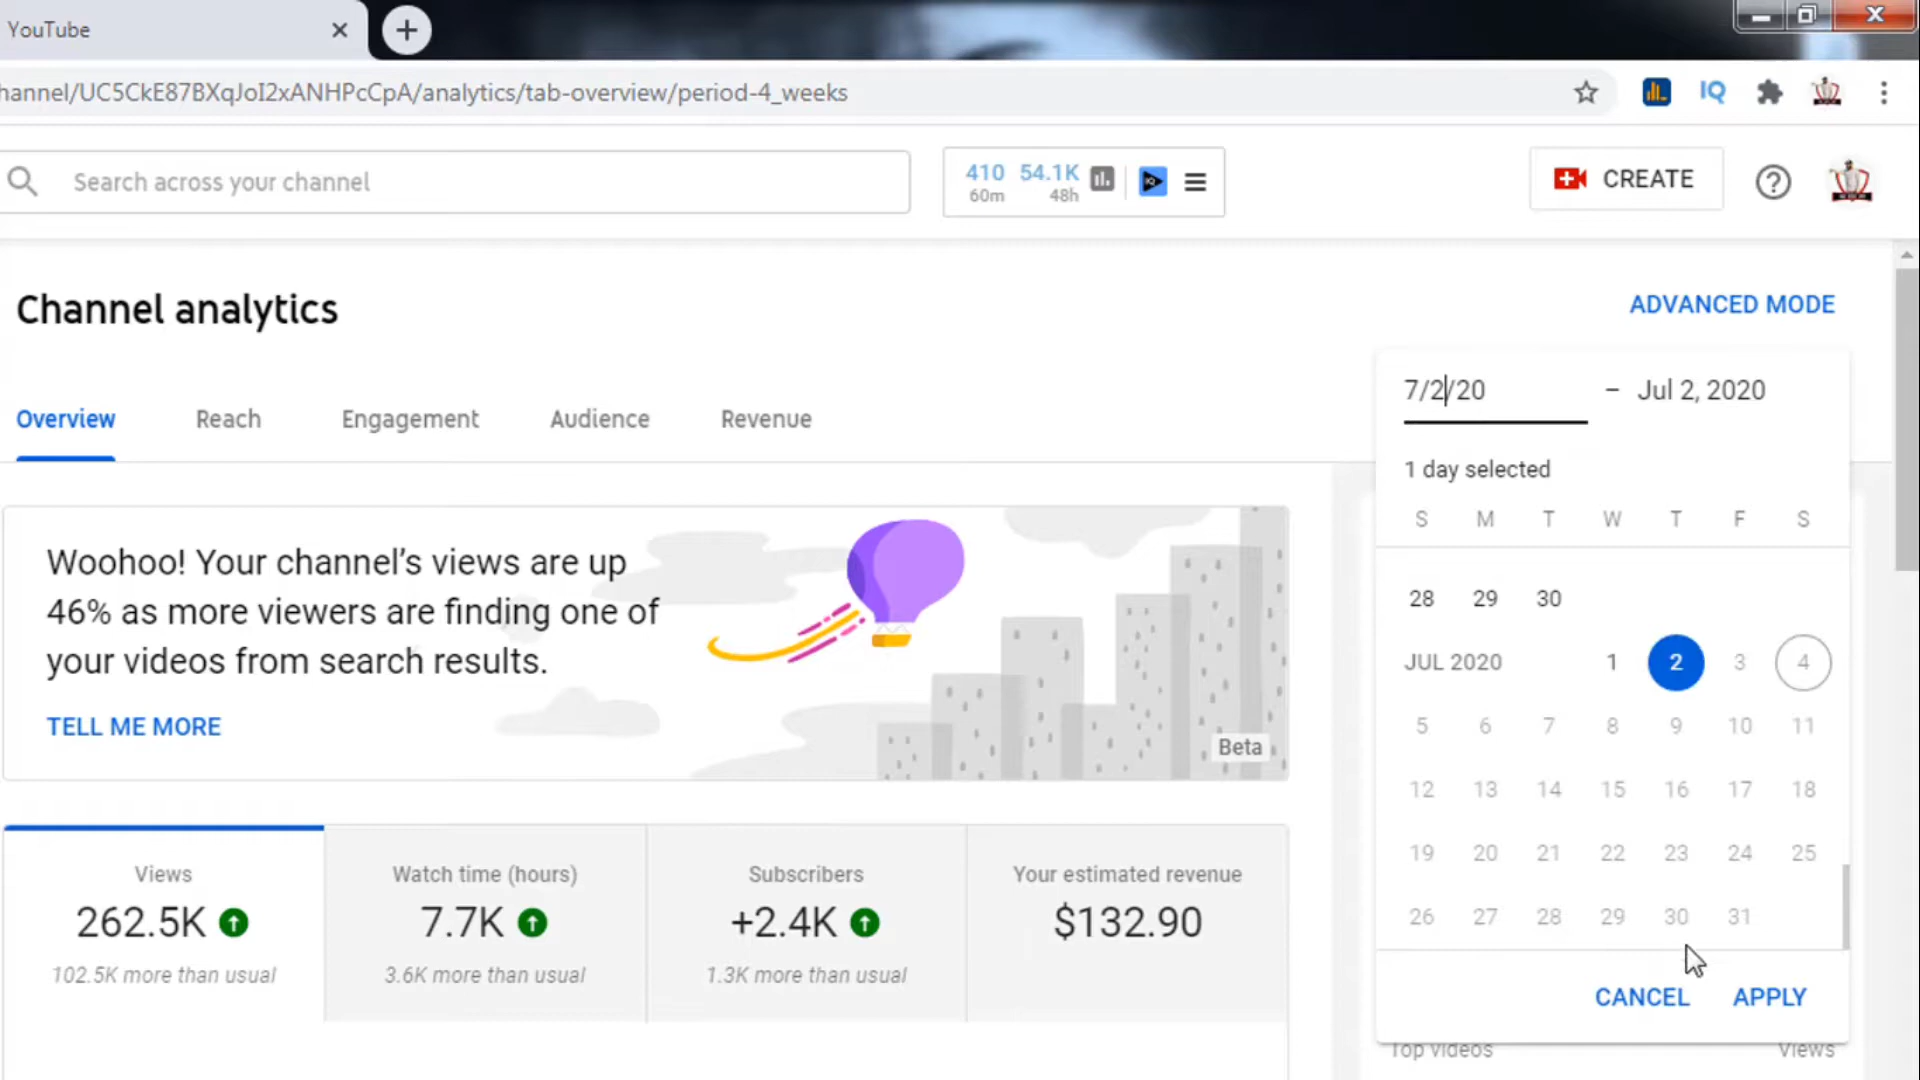 YouTube
hannel/UC5CkE87BXqJoI2xANHPcCpA/analytics/tab-overview/period-4_weeks
IQ
Search across your channel
410 54.1K
60m 48h
CREATE
Channel analytics
ADVANCED MODE
Overview Reach Engagement Audience Revenue
7/2/20 – Jul 2, 2020
1 day selected
S M T W T F S
28 29 30
JUL 2020 1 2 3 4
5 6 7 8 9 10 11
12 13 14 15 16 17 18
19 20 21 22 23 24 25
26 27 28 29 30 31
CANCEL APPLY
Woohoo! Your channel's views are up
46% as more viewers are finding one of
your videos from search results.
TELL ME MORE
Beta
Views
262.5K
102.5K more than usual
Watch time (hours)
7.7K
3.6K more than usual
Subscribers
+2.4K
1.3K more than usual
Your estimated revenue
$132.90
Top videos Views